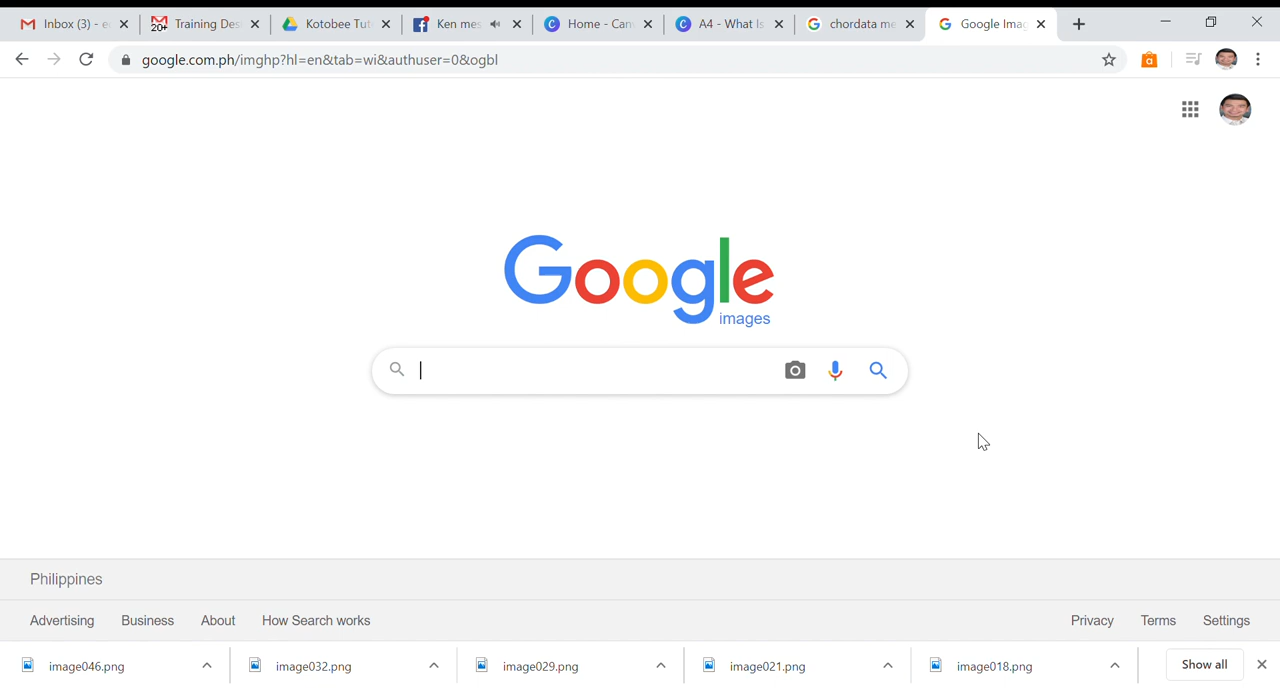 Inbox (3) - e
20+
Training Des
Kotobee Tut
Ken mes
Home - Can
A4 - What Is
chordata me
Google Imag
google.com.ph/imghp?hl=en&tab=wi&authuser=0&ogbl
Google
images
Philippines
Advertising Business About How Search works
Privacy Terms Settings
image046.png
image032.png
image029.png
image021.png
image018.png
Show all